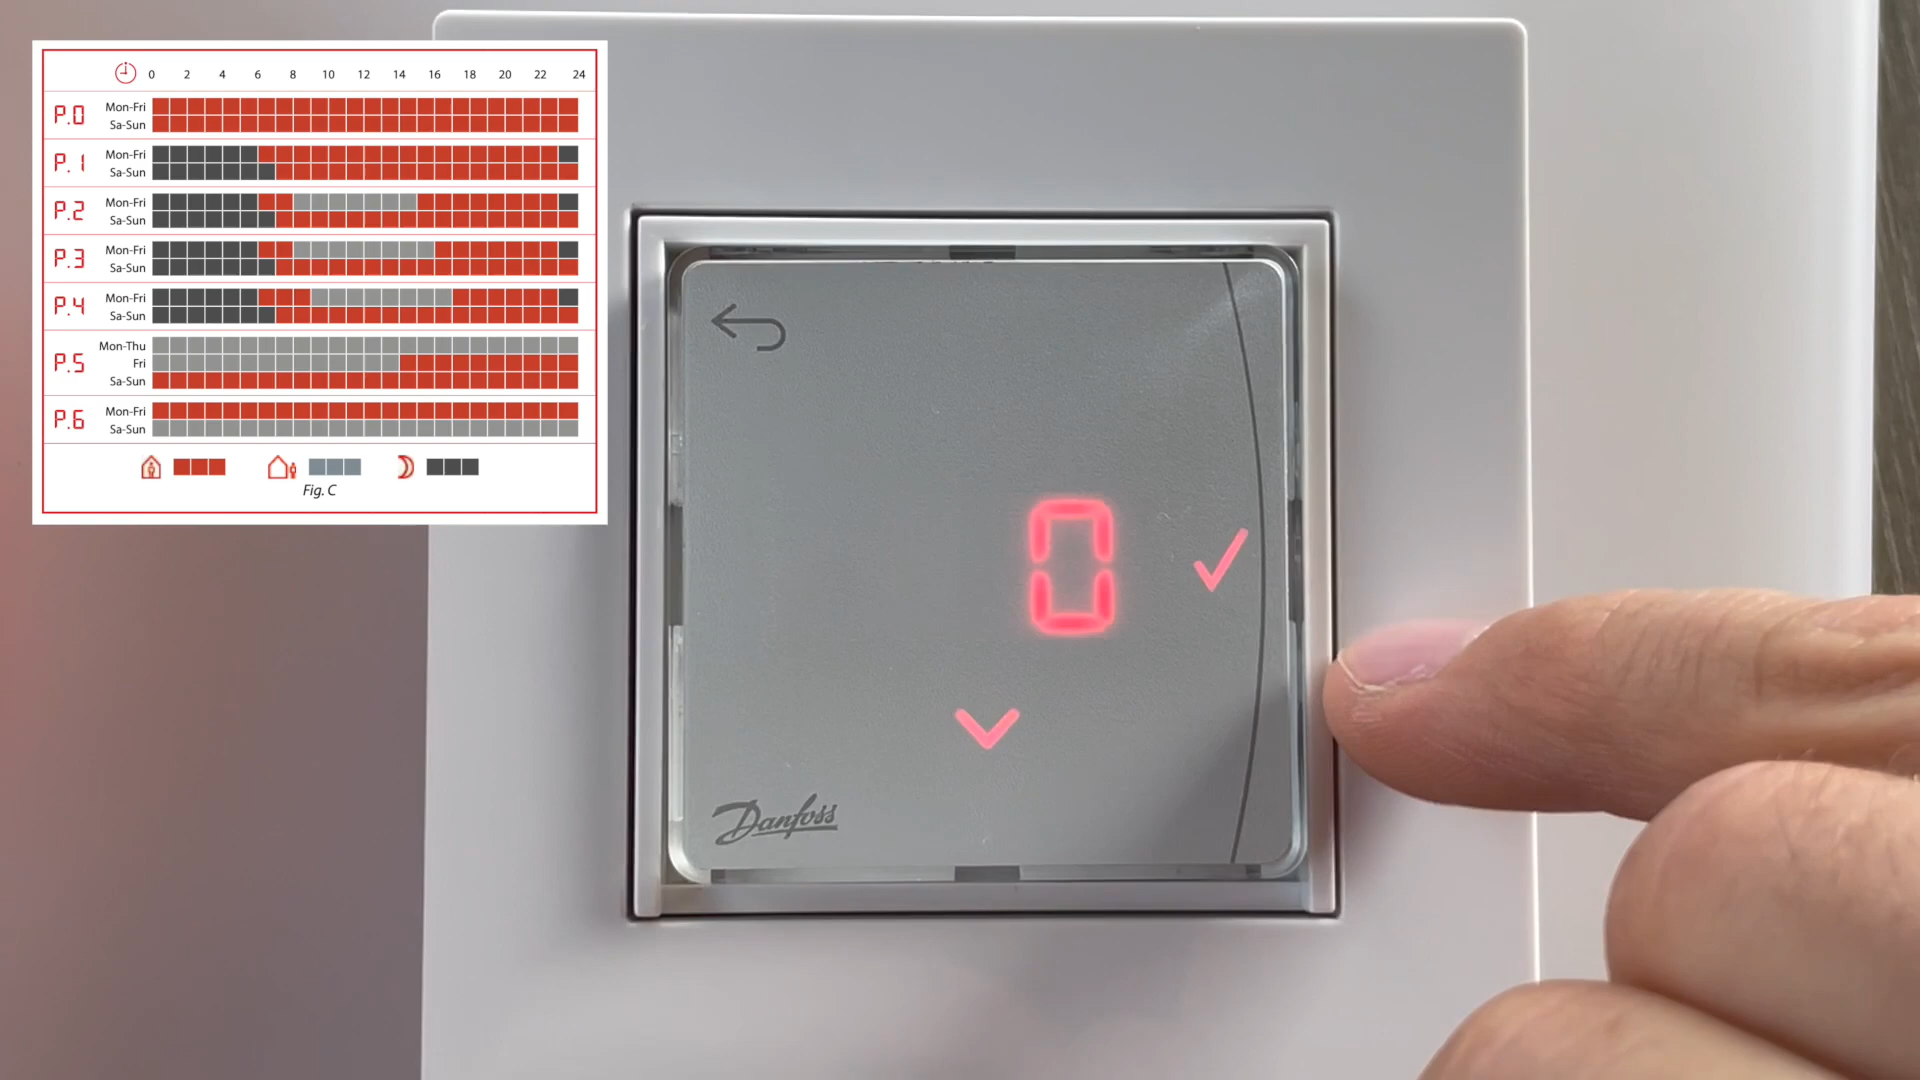 0 2 4 6 8 10 12 14 16 18 20 22 24
P.0 Mon-Fri
Sa-Sun
P.1 Mon-Fri
Sa-Sun
P.2 Mon-Fri
Sa-Sun
P.3 Mon-Fri
Sa-Sun
P.4 Mon-Fri
Sa-Sun
Mon-Thu
P.5 Fri
Sa-Sun
P.6 Mon-Fri
Sa-Sun
Fig. C
0
Danfoss